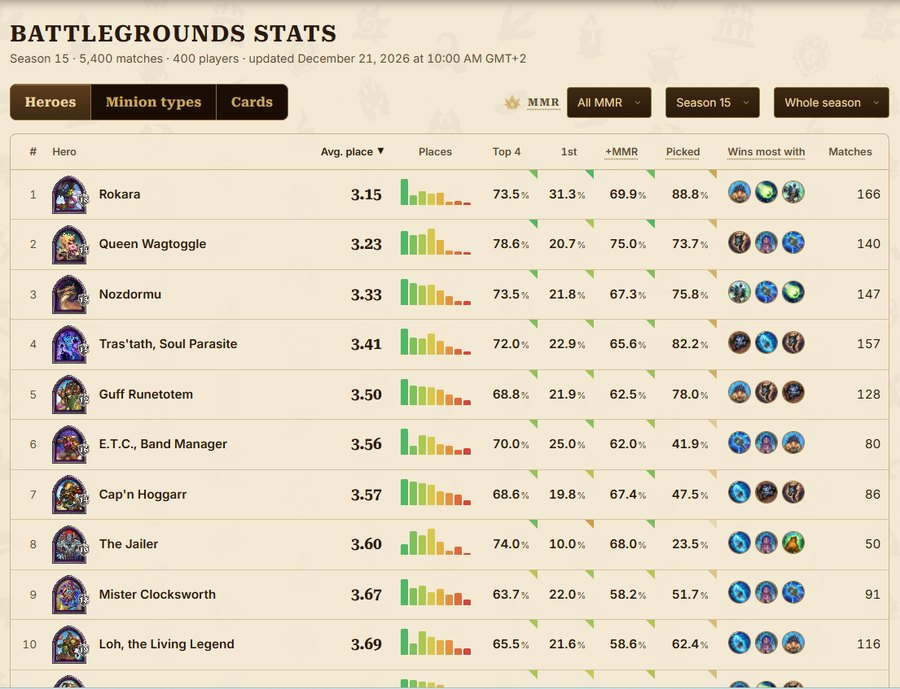 BATTLEGROUNDS STATS
Season 15 · 5,400 matches · 400 players · updated December 21, 2026 at 10:00 AM GMT+2
Heroes Minion types Cards MMR All MMR Season 15 Whole season
# Hero Avg. place ▼ Places Top 4 1st +MMR Picked Wins most with Matches
1 Rokara 3.15 73.5% 31.3% 69.9% 88.8% 166
2 Queen Wagtoggle 3.23 78.6% 20.7% 75.0% 73.7% 140
3 Nozdormu 3.33 73.5% 21.8% 67.3% 75.8% 147
4 Tras'tath, Soul Parasite 3.41 72.0% 22.9% 65.6% 82.2% 157
5 Guff Runetotem 3.50 68.8% 21.9% 62.5% 78.0% 128
6 E.T.C., Band Manager 3.56 70.0% 25.0% 62.0% 41.9% 80
7 Cap'n Hoggarr 3.57 68.6% 19.8% 67.4% 47.5% 86
8 The Jailer 3.60 74.0% 10.0% 68.0% 23.5% 50
9 Mister Clocksworth 3.67 63.7% 22.0% 58.2% 51.7% 91
10 Loh, the Living Legend 3.69 65.5% 21.6% 58.6% 62.4% 116